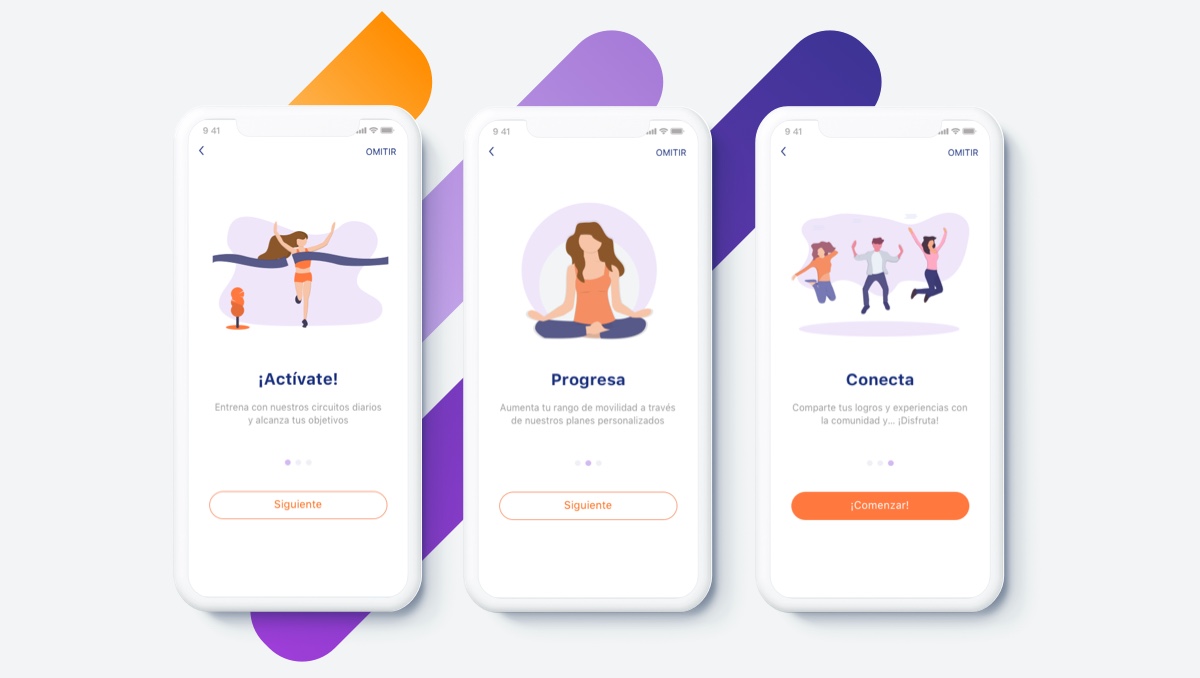 9 41
OMITIR
¡Actívate!
Entrena con nuestros circuitos diarios
y alcanza tus objetivos
Siguiente
9 41
OMITIR
Progresa
Aumenta tu rango de movilidad a través
de nuestros planes personalizados
Siguiente
9 41
OMITIR
Conecta
Comparte tus logros y experiencias con
la comunidad y... ¡Disfruta!
¡Comenzar!